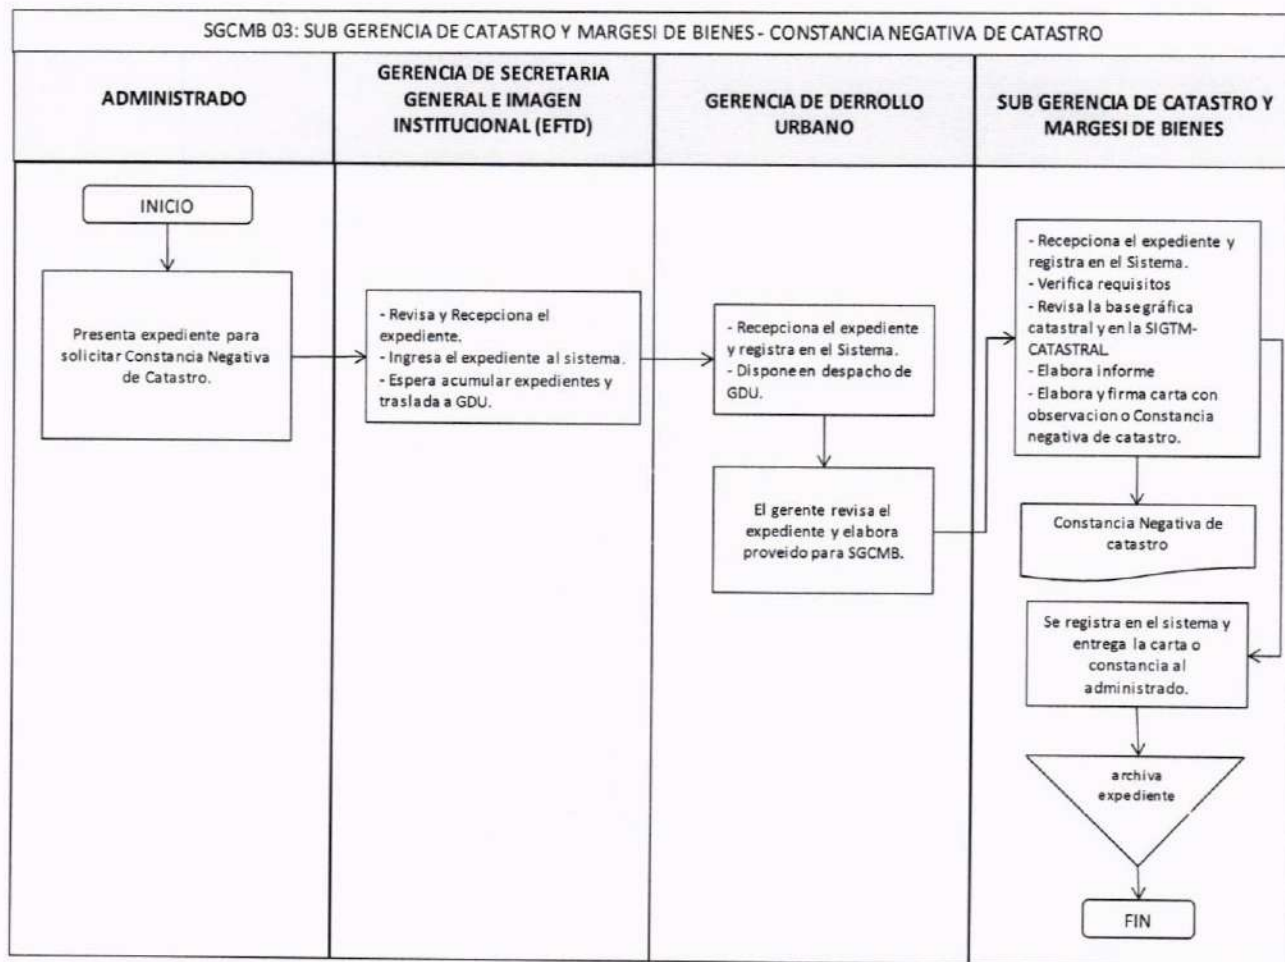 SGCMB 03: SUB GERENCIA DE CATASTRO Y MARGESI DE BIENES - CONSTANCIA NEGATIVA DE CATASTRO
ADMINISTRADO
GERENCIA DE SECRETARIA
GENERAL E IMAGEN
INSTITUCIONAL (EFTD)
GERENCIA DE DERROLLO
URBANO
SUB GERENCIA DE CATASTRO Y
MARGESI DE BIENES
INICIO
Presenta expediente para
solicitar Constancia Negativa
de Catastro.
- Revisa y Recepciona el
expediente.
- Ingresa el expediente al sistema.
- Espera acumular expedientes y
traslada a GDU.
- Recepciona el expediente
y registra en el Sistema.
- Dispone en despacho de
GDU.
El gerente revisa el
expediente y elabora
proveido para SGCMB.
- Recepciona el expediente y
registra en el Sistema.
- Verifica requisitos
- Revisa la base gráfica
catastral y en la SIGTM-
CATASTRAL.
- Elabora informe
- Elabora y firma carta con
observacion o Constancia
negativa de catastro.
Constancia Negativa de
catastro
Se registra en el sistema y
entrega la carta o
constancia al
administrado.
archiva
expediente
FIN